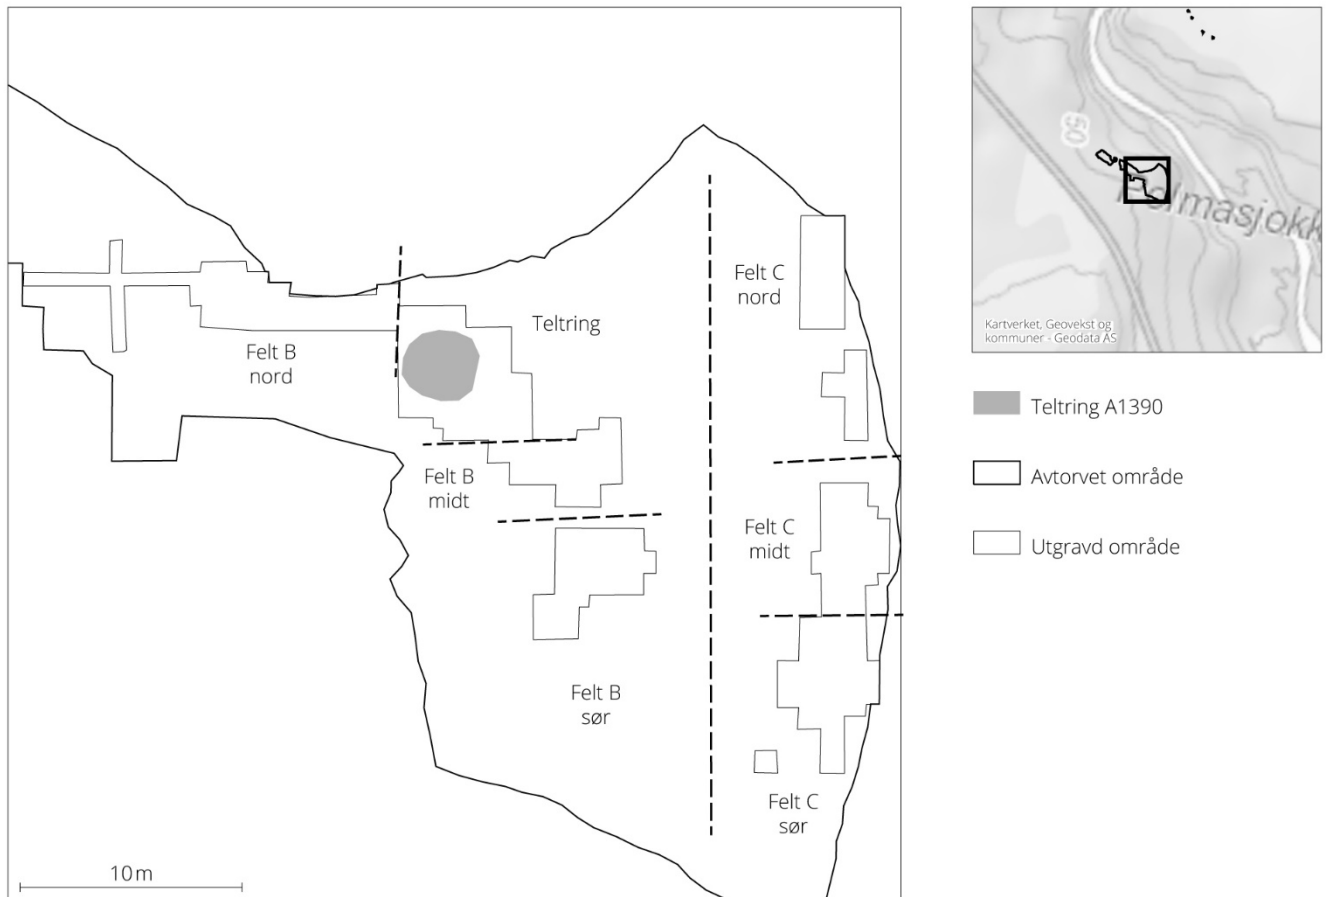 Felt B
nord
Teltring
Felt C
nord
Felt B
midt
Felt C
midt
Felt B
sør
Felt C
sør
10 m
50
Kartverket, Geovekst og
kommuner - Geodata AS
Teltring A1390
Avtorvet område
Utgravd område